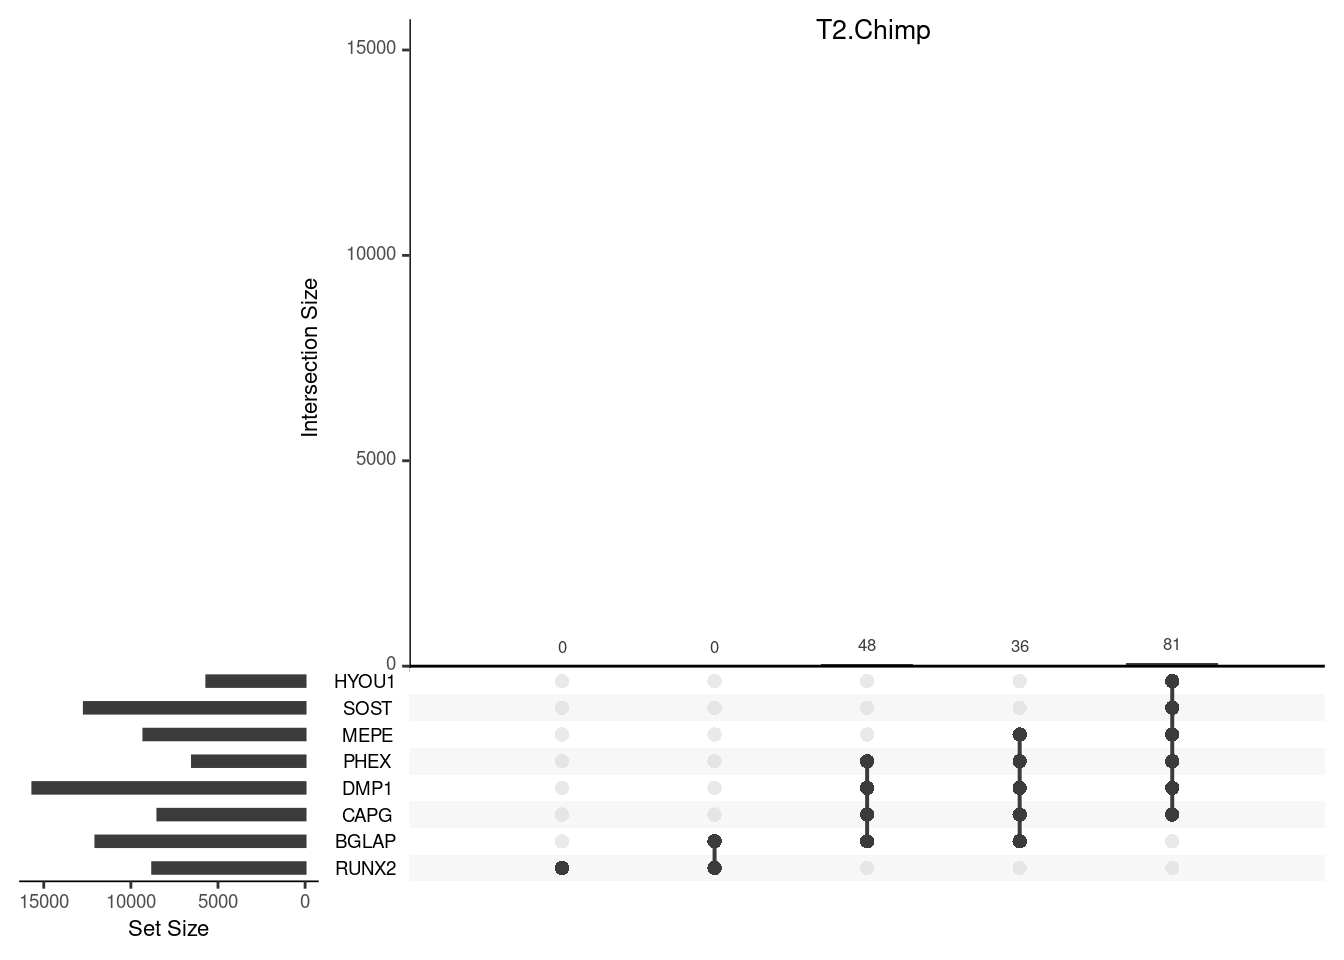 T2.Chimp
15000
10000
5000
0
Intersection Size
0 0 48 36 81
HYOU1
SOST
MEPE
PHEX
DMP1
CAPG
BGLAP
RUNX2
15000 10000 5000 0
Set Size